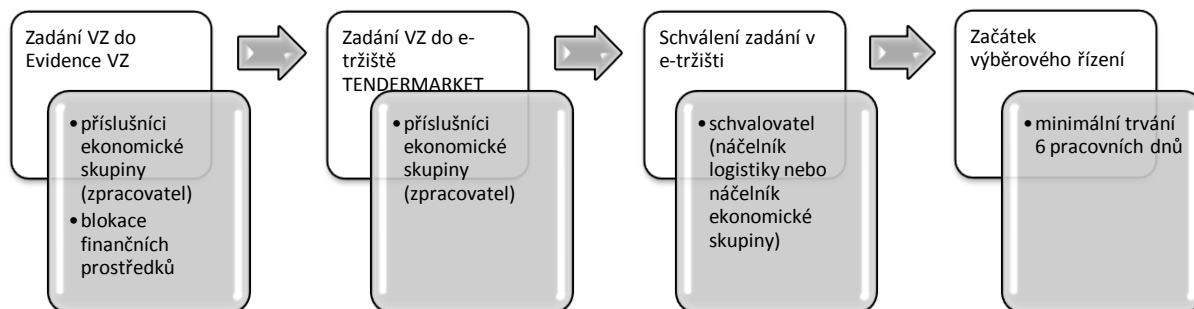 Zadání VZ do
Evidence VZ
• příslušníci
ekonomické
skupiny
(zpracovatel)
• blokace
finančních
prostředků
Zadání VZ do e-
tržiště
TENDERMARKET
• příslušníci
ekonomické
skupiny
(zpracovatel)
Schválení zadání v
e-tržišti
• schvalovatel
(náčelník
logistiky nebo
náčelník
ekonomické
skupiny)
Začátek
výběrového řízení
• minimální trvání
6 pracovních dnů